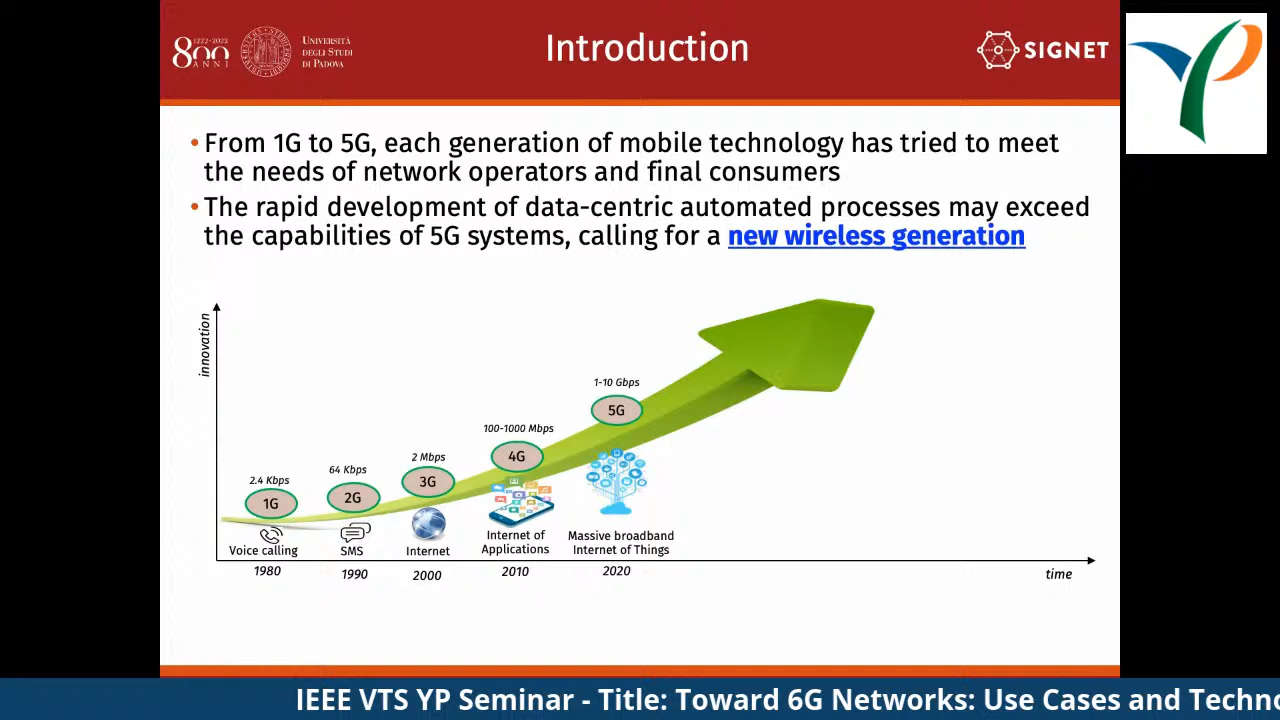 1222-2022
800
ANNI
UNIVERSITÀ
DEGLI STUDI
DI PADOVA
Introduction
SIGNET
• From 1G to 5G, each generation of mobile technology has tried to meet
the needs of network operators and final consumers
• The rapid development of data-centric automated processes may exceed
the capabilities of 5G systems, calling for a new wireless generation
innovation
1-10 Gbps
5G
100-1000 Mbps
4G
2 Mbps
3G
64 Kbps
2G
2.4 Kbps
1G
Voice calling
SMS
Internet
Internet of
Applications
Massive broadband
Internet of Things
1980
1990
2000
2010
2020
time
IEEE VTS YP Seminar - Title: Toward 6G Networks: Use Cases and Techno